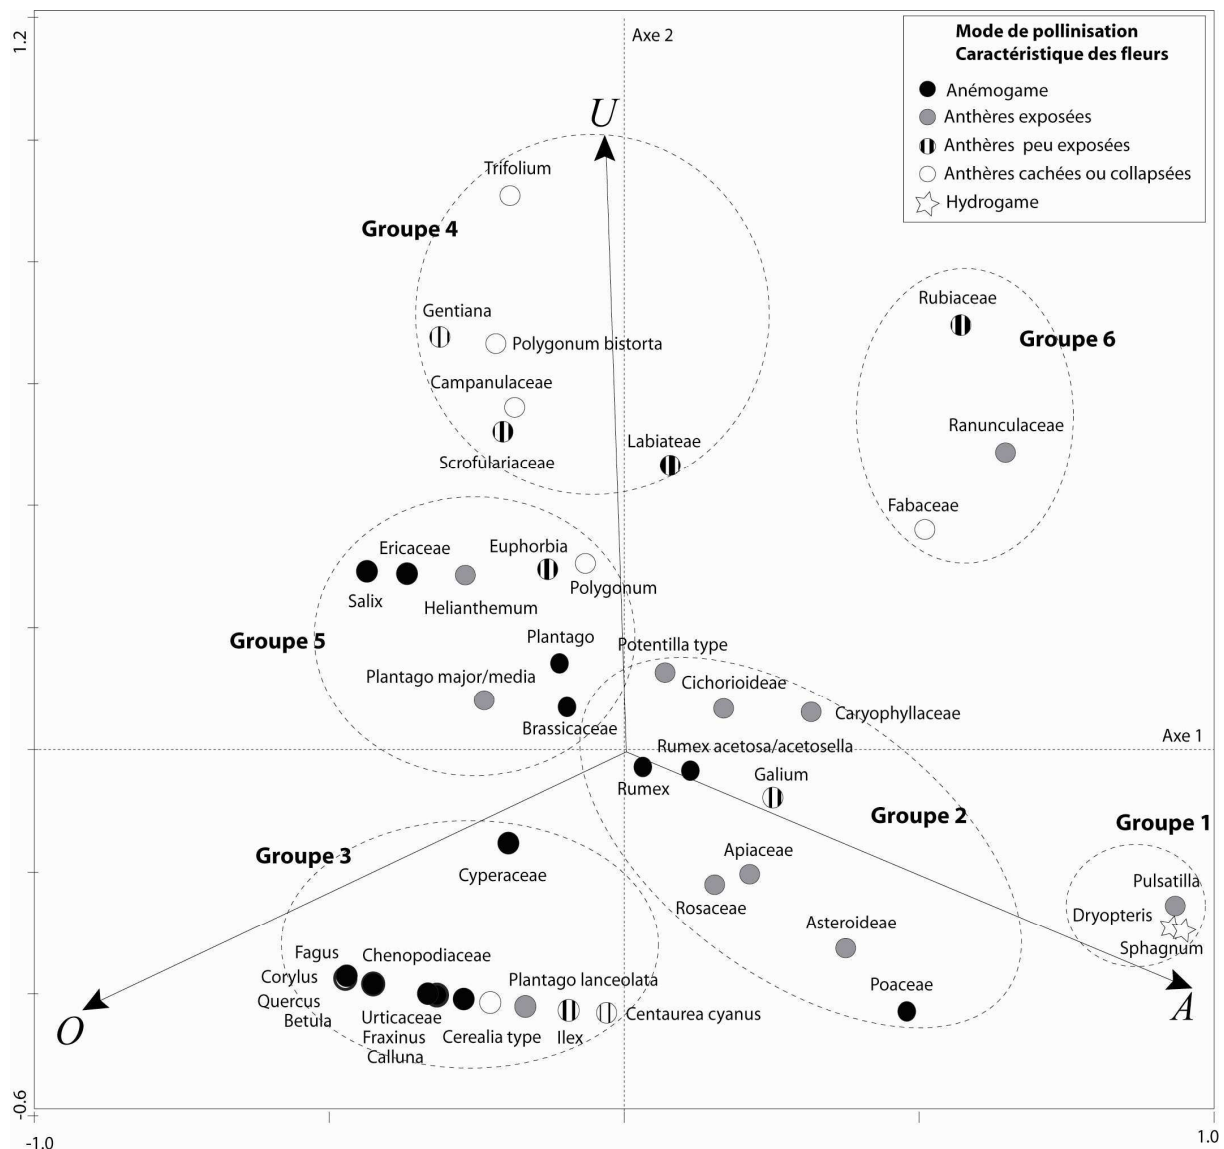 1.2
Axe 2
Mode de pollinisation
Caractéristique des fleurs
Anémogame
Anthères exposées
Anthères peu exposées
Anthères cachées ou collapsées
Hydrogame
U
Trifolium
Groupe 4
Gentiana
Polygonum bistorta
Campanulaceae
Scrofulariaceae
Labiateae
Rubiaceae
Groupe 6
Ranunculaceae
Fabaceae
Ericaceae
Euphorbia
Salix
Helianthemum
Polygonum
Groupe 5
Plantago
Plantago major/media
Brassicaceae
Potentilla type
Cichorioideae
Caryophyllaceae
Axe 1
Rumex acetosa/acetosella
Rumex
Galium
Groupe 2
Groupe 1
Groupe 3
Cyperaceae
Apiaceae
Rosaceae
Asteroideae
Poaceae
Pulsatilla
Dryopteris
Sphagnum
Fagus
Chenopodiaceae
Corylus
Quercus
Betula
Urticaceae
Fraxinus
Calluna
Plantago lanceolata
Cerealia type
Ilex
Centaurea cyanus
O
A
-0.6
-1.0
1.0